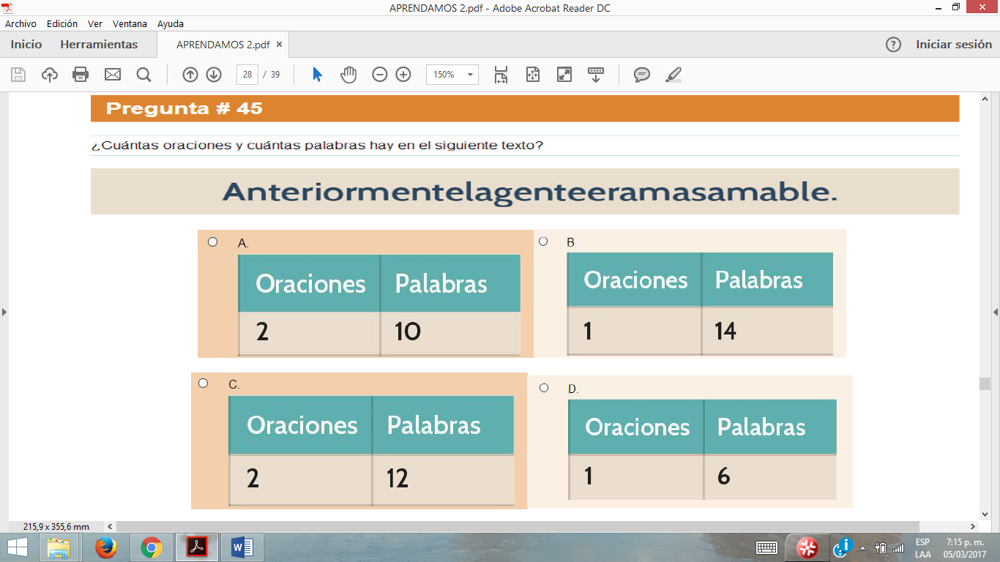 APRENDAMOS 2.pdf - Adobe Acrobat Reader DC
Archivo Edición Ver Ventana Ayuda
Inicio Herramientas APRENDAMOS 2.pdf × Iniciar sesión
28 / 39 150%
Pregunta # 45
¿Cuántas oraciones y cuántas palabras hay en el siguiente texto?
Anteriormentelagenteeramasamable.
A.
Oraciones Palabras
2 10
B.
Oraciones Palabras
1 14
C.
Oraciones Palabras
2 12
D.
Oraciones Palabras
1 6
215,9 x 355,6 mm
ESP 7:15 p. m.
LAA 05/03/2017